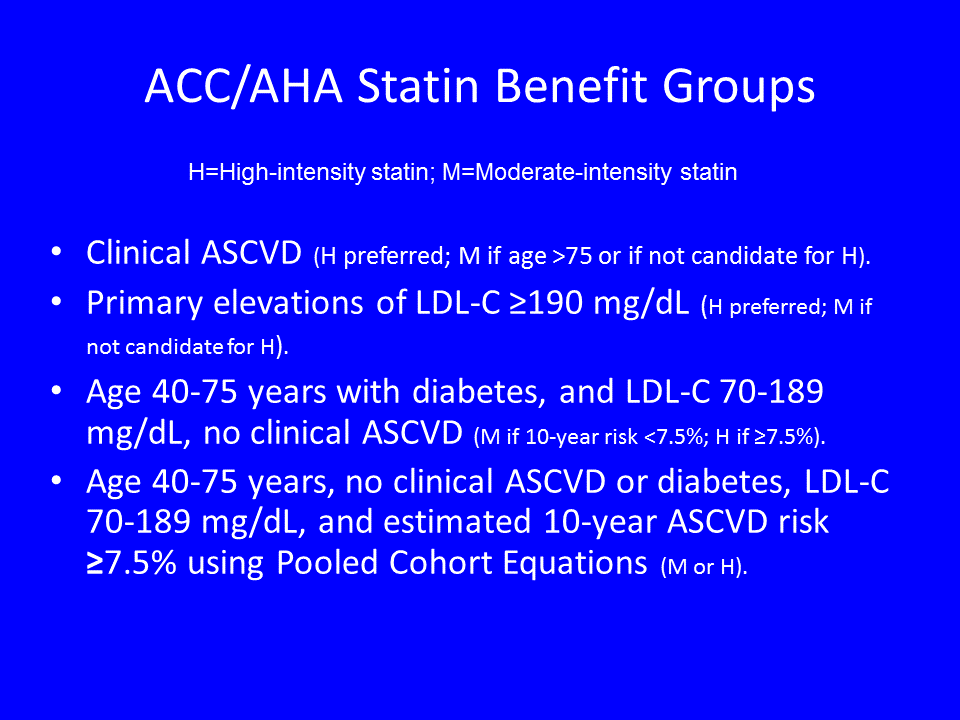 ACC/AHA Statin Benefit Groups
H=High-intensity statin; M=Moderate-intensity statin
• Clinical ASCVD (H preferred; M if age >75 or if not candidate for H).
• Primary elevations of LDL-C ≥190 mg/dL (H preferred; M if
not candidate for H).
• Age 40-75 years with diabetes, and LDL-C 70-189
mg/dL, no clinical ASCVD (M if 10-year risk <7.5%; H if ≥7.5%).
• Age 40-75 years, no clinical ASCVD or diabetes, LDL-C
70-189 mg/dL, and estimated 10-year ASCVD risk
≥7.5% using Pooled Cohort Equations (M or H).